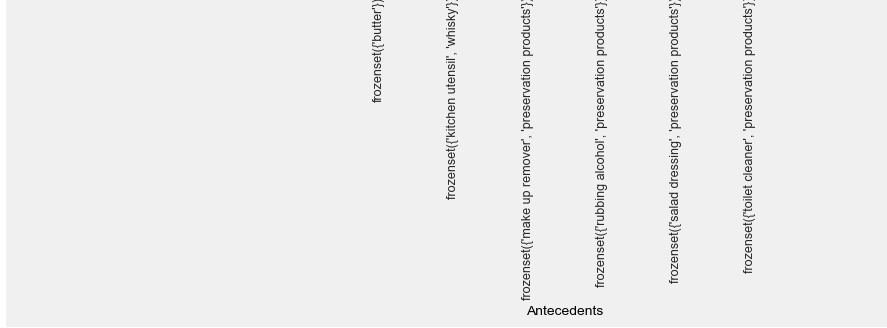 frozenset({'butter'})
frozenset({'kitchen utensil', 'whisky'})
frozenset({'make up remover', 'preservation products'})
frozenset({'rubbing alcohol', 'preservation products'})
frozenset({'salad dressing', 'preservation products'})
frozenset({'toilet cleaner', 'preservation products'})
Antecedents